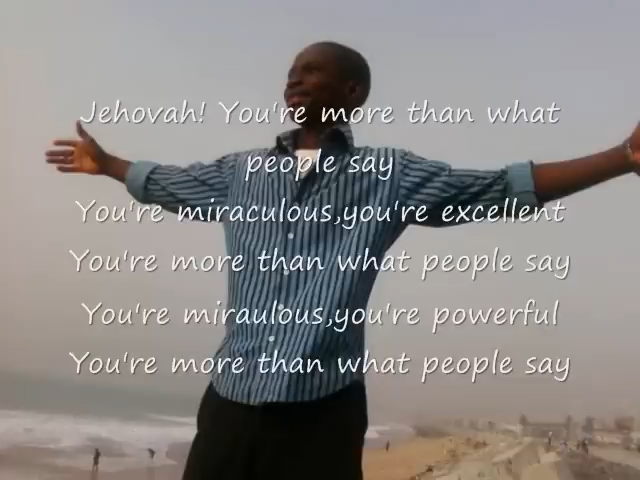 Jehovah! You're more than what
people say
You're miraculous,you're excellent
You're more than what people say
You're miraulous,you're powerful
You're more than what people say